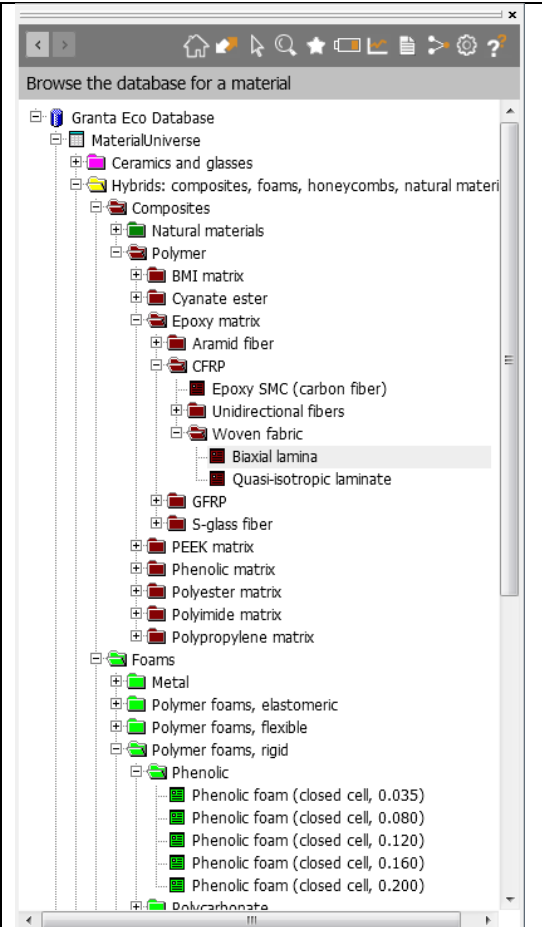 Browse the database for a material
Granta Eco Database
MaterialUniverse
Ceramics and glasses
Hybrids: composites, foams, honeycombs, natural materi
Composites
Natural materials
Polymer
BMI matrix
Cyanate ester
Epoxy matrix
Aramid fiber
CFRP
Epoxy SMC (carbon fiber)
Unidirectional fibers
Woven fabric
Biaxial lamina
Quasi-isotropic laminate
GFRP
S-glass fiber
PEEK matrix
Phenolic matrix
Polyester matrix
Polyimide matrix
Polypropylene matrix
Foams
Metal
Polymer foams, elastomeric
Polymer foams, flexible
Polymer foams, rigid
Phenolic
Phenolic foam (closed cell, 0.035)
Phenolic foam (closed cell, 0.080)
Phenolic foam (closed cell, 0.120)
Phenolic foam (closed cell, 0.160)
Phenolic foam (closed cell, 0.200)
Polycarbonate